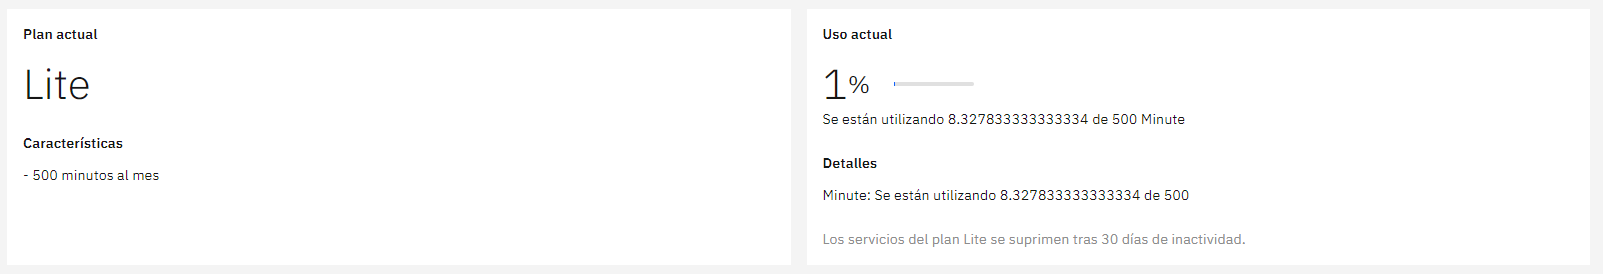 Plan actual
Lite
Características
- 500 minutos al mes
Uso actual
1%
Se están utilizando 8.327833333333334 de 500 Minute
Detalles
Minute: Se están utilizando 8.327833333333334 de 500
Los servicios del plan Lite se suprimen tras 30 días de inactividad.